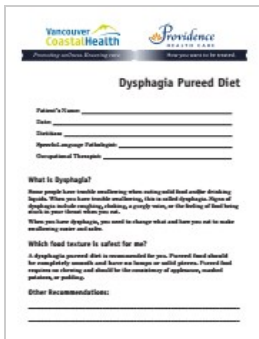 Vancouver
CoastalHealth
Providence
HEALTH CARE
Promoting wellness. Ensuring care.
How you want to be treated.
Dysphagia Pureed Diet
Patient's Name:
Date:
Dietitian:
Speech-Language Pathologist:
Occupational Therapist:
What is Dysphagia?
Some people have trouble swallowing when eating solid food and/or drinking
liquids. When you have trouble swallowing, this is called dysphagia. Signs of
dysphagia include coughing, choking, a gurgly voice, or the feeling of food being
stuck in your throat when you eat.
When you have dysphagia, you need to change what and how you eat to make
swallowing easier and safer.
Which food texture is safest for me?
A dysphagia pureed diet is recommended for you. Pureed food should
be completely smooth and have no lumps or solid pieces. Pureed food
requires no chewing and should be the consistency of applesauce, mashed
potatoes, or pudding.
Other Recommendations: